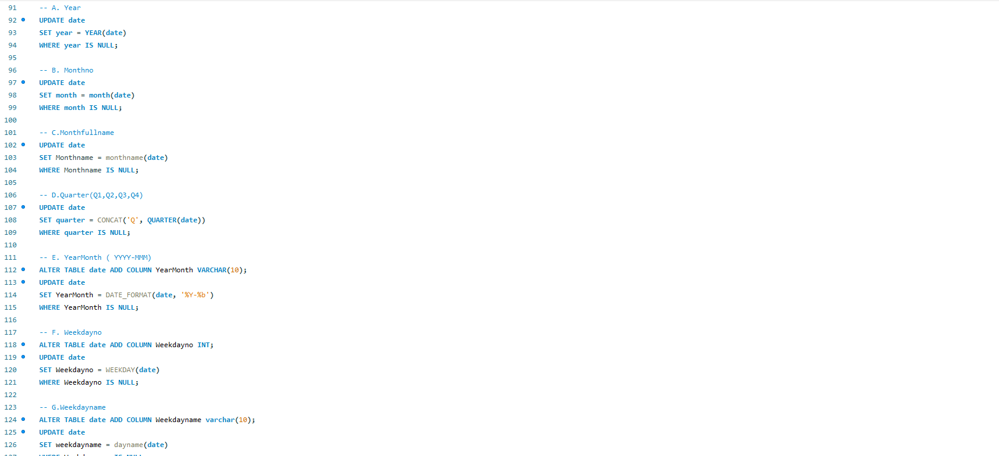 91 -- A. Year
92 UPDATE date
93 SET year = YEAR(date)
94 WHERE year IS NULL;
95
96 -- B. Monthno
97 UPDATE date
98 SET month = month(date)
99 WHERE month IS NULL;
100
101 -- C.Monthfullname
102 UPDATE date
103 SET Monthname = monthname(date)
104 WHERE Monthname IS NULL;
105
106 -- D.Quarter(Q1,Q2,Q3,Q4)
107 UPDATE date
108 SET quarter = CONCAT('Q', QUARTER(date))
109 WHERE quarter IS NULL;
110
111 -- E. YearMonth ( YYYY-MMM)
112 ALTER TABLE date ADD COLUMN YearMonth VARCHAR(10);
113 UPDATE date
114 SET YearMonth = DATE_FORMAT(date, '%Y-%b')
115 WHERE YearMonth IS NULL;
116
117 -- F. Weekdayno
118 ALTER TABLE date ADD COLUMN Weekdayno INT;
119 UPDATE date
120 SET Weekdayno = WEEKDAY(date)
121 WHERE Weekdayno IS NULL;
122
123 -- G.Weekdayname
124 ALTER TABLE date ADD COLUMN Weekdayname varchar(10);
125 UPDATE date
126 SET weekdayname = dayname(date)